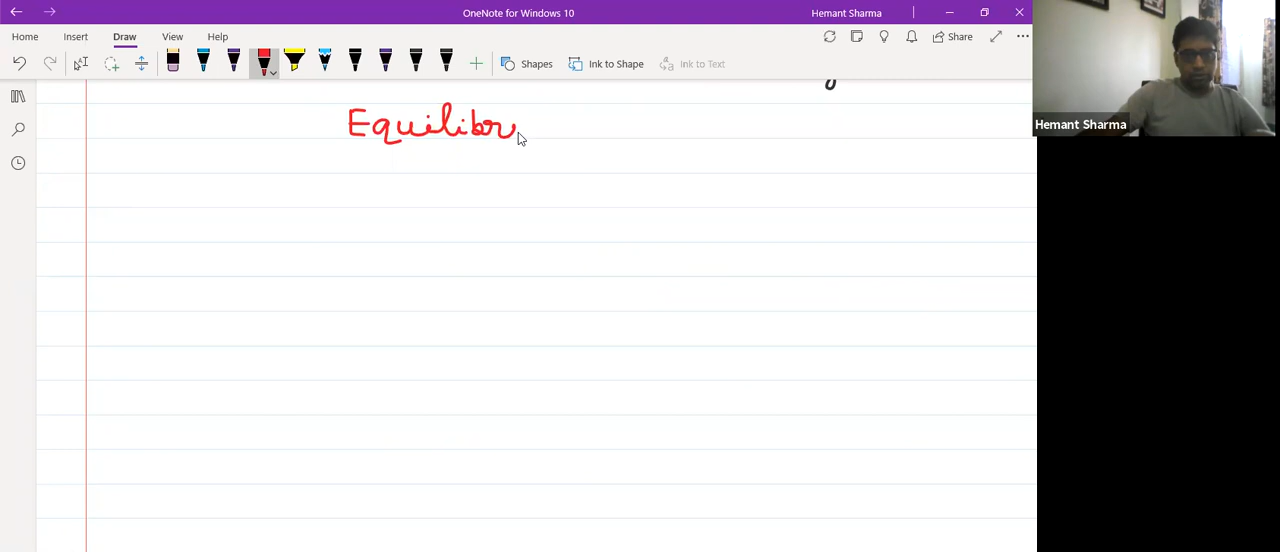 OneNote for Windows 10
Hemant Sharma
Home Insert Draw View Help
Share
Shapes Ink to Shape Ink to Text
Equilibr
Hemant Sharma